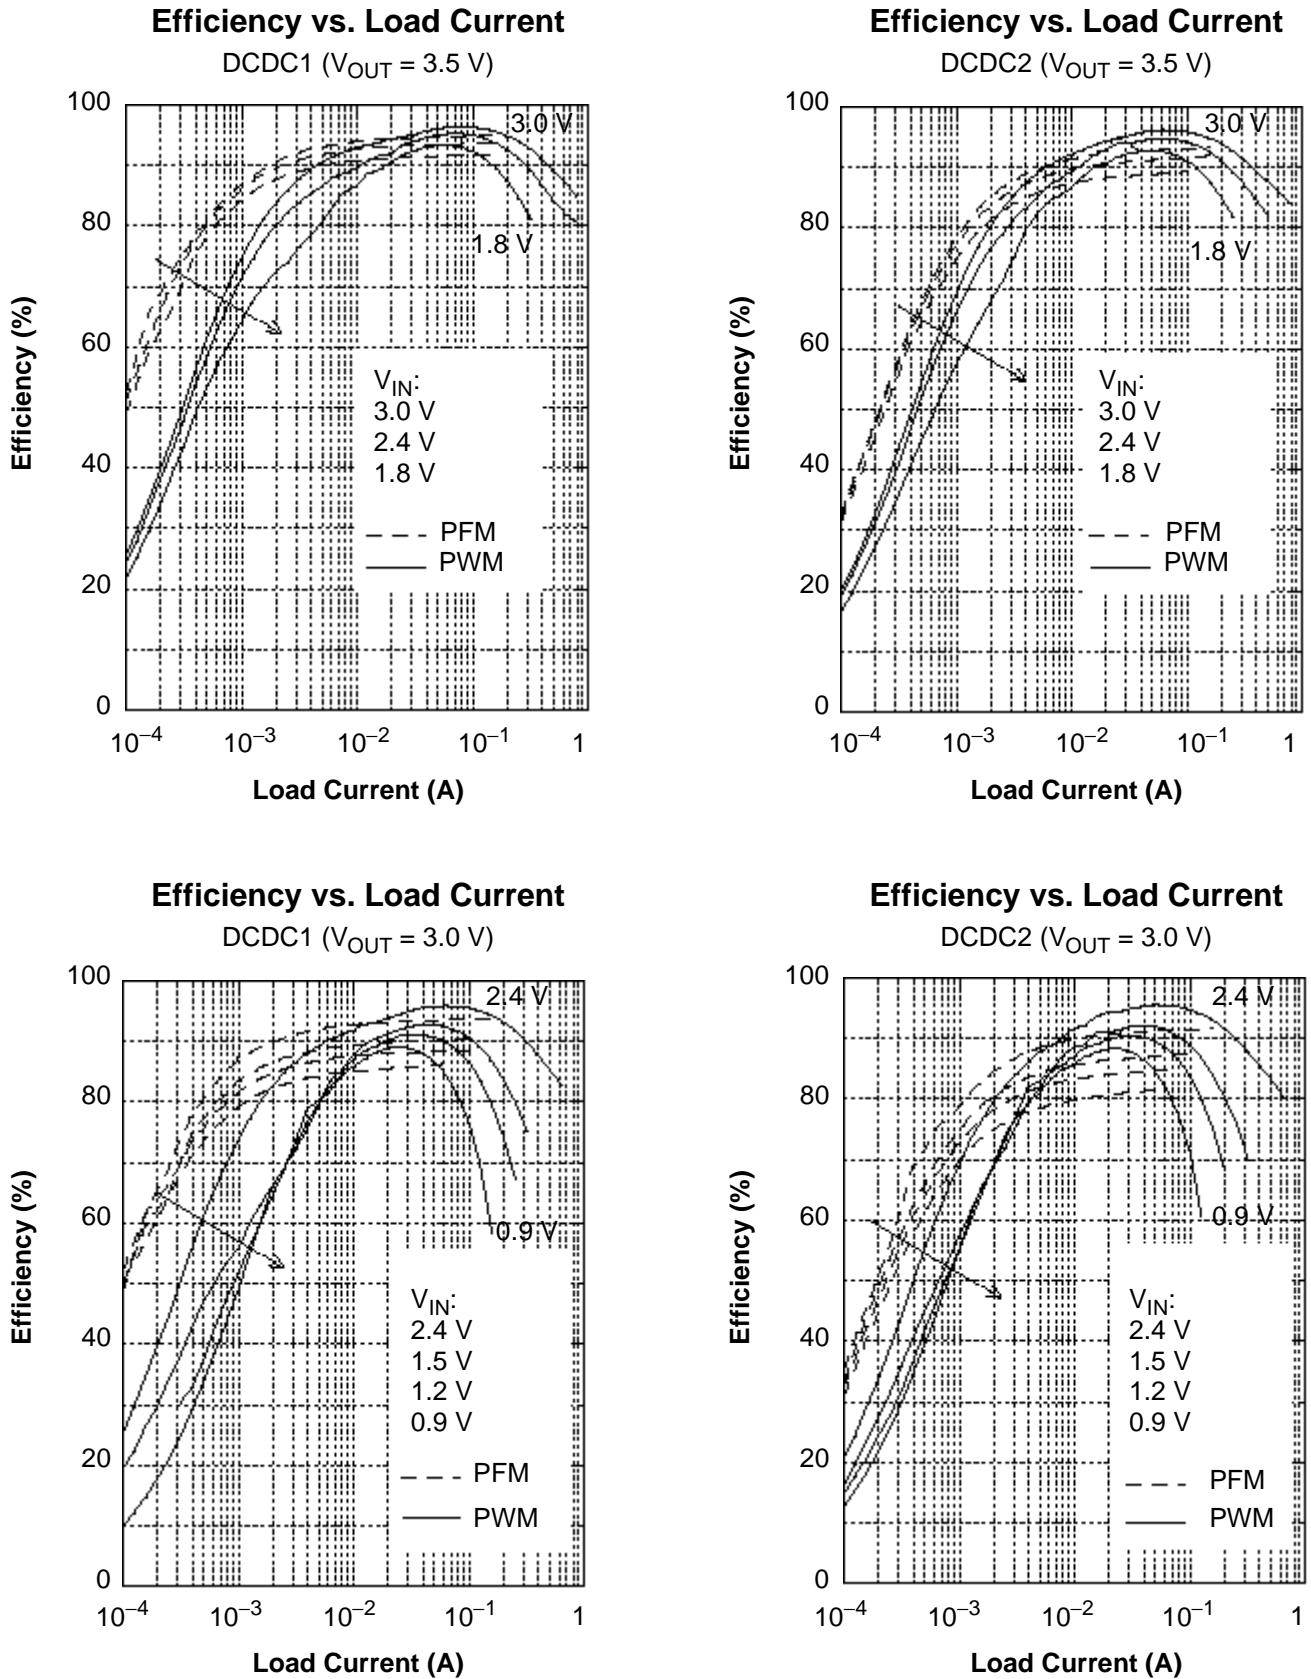 Efficiency vs. Load Current
DCDC1 (VOUT = 3.5 V)
100
80
60
40
20
0
Efficiency (%)
3.0 V
1.8 V
VIN:
3.0 V
2.4 V
1.8 V
PFM
PWM
10–4 10–3 10–2 10–1 1
Load Current (A)
Efficiency vs. Load Current
DCDC2 (VOUT = 3.5 V)
100
80
60
40
20
0
Efficiency (%)
3.0 V
1.8 V
VIN:
3.0 V
2.4 V
1.8 V
PFM
PWM
10–4 10–3 10–2 10–1 1
Load Current (A)
Efficiency vs. Load Current
DCDC1 (VOUT = 3.0 V)
100
80
60
40
20
0
Efficiency (%)
2.4 V
0.9 V
VIN:
2.4 V
1.5 V
1.2 V
0.9 V
PFM
PWM
10–4 10–3 10–2 10–1 1
Load Current (A)
Efficiency vs. Load Current
DCDC2 (VOUT = 3.0 V)
100
80
60
40
20
0
Efficiency (%)
2.4 V
0.9 V
VIN:
2.4 V
1.5 V
1.2 V
0.9 V
PFM
PWM
10–4 10–3 10–2 10–1 1
Load Current (A)